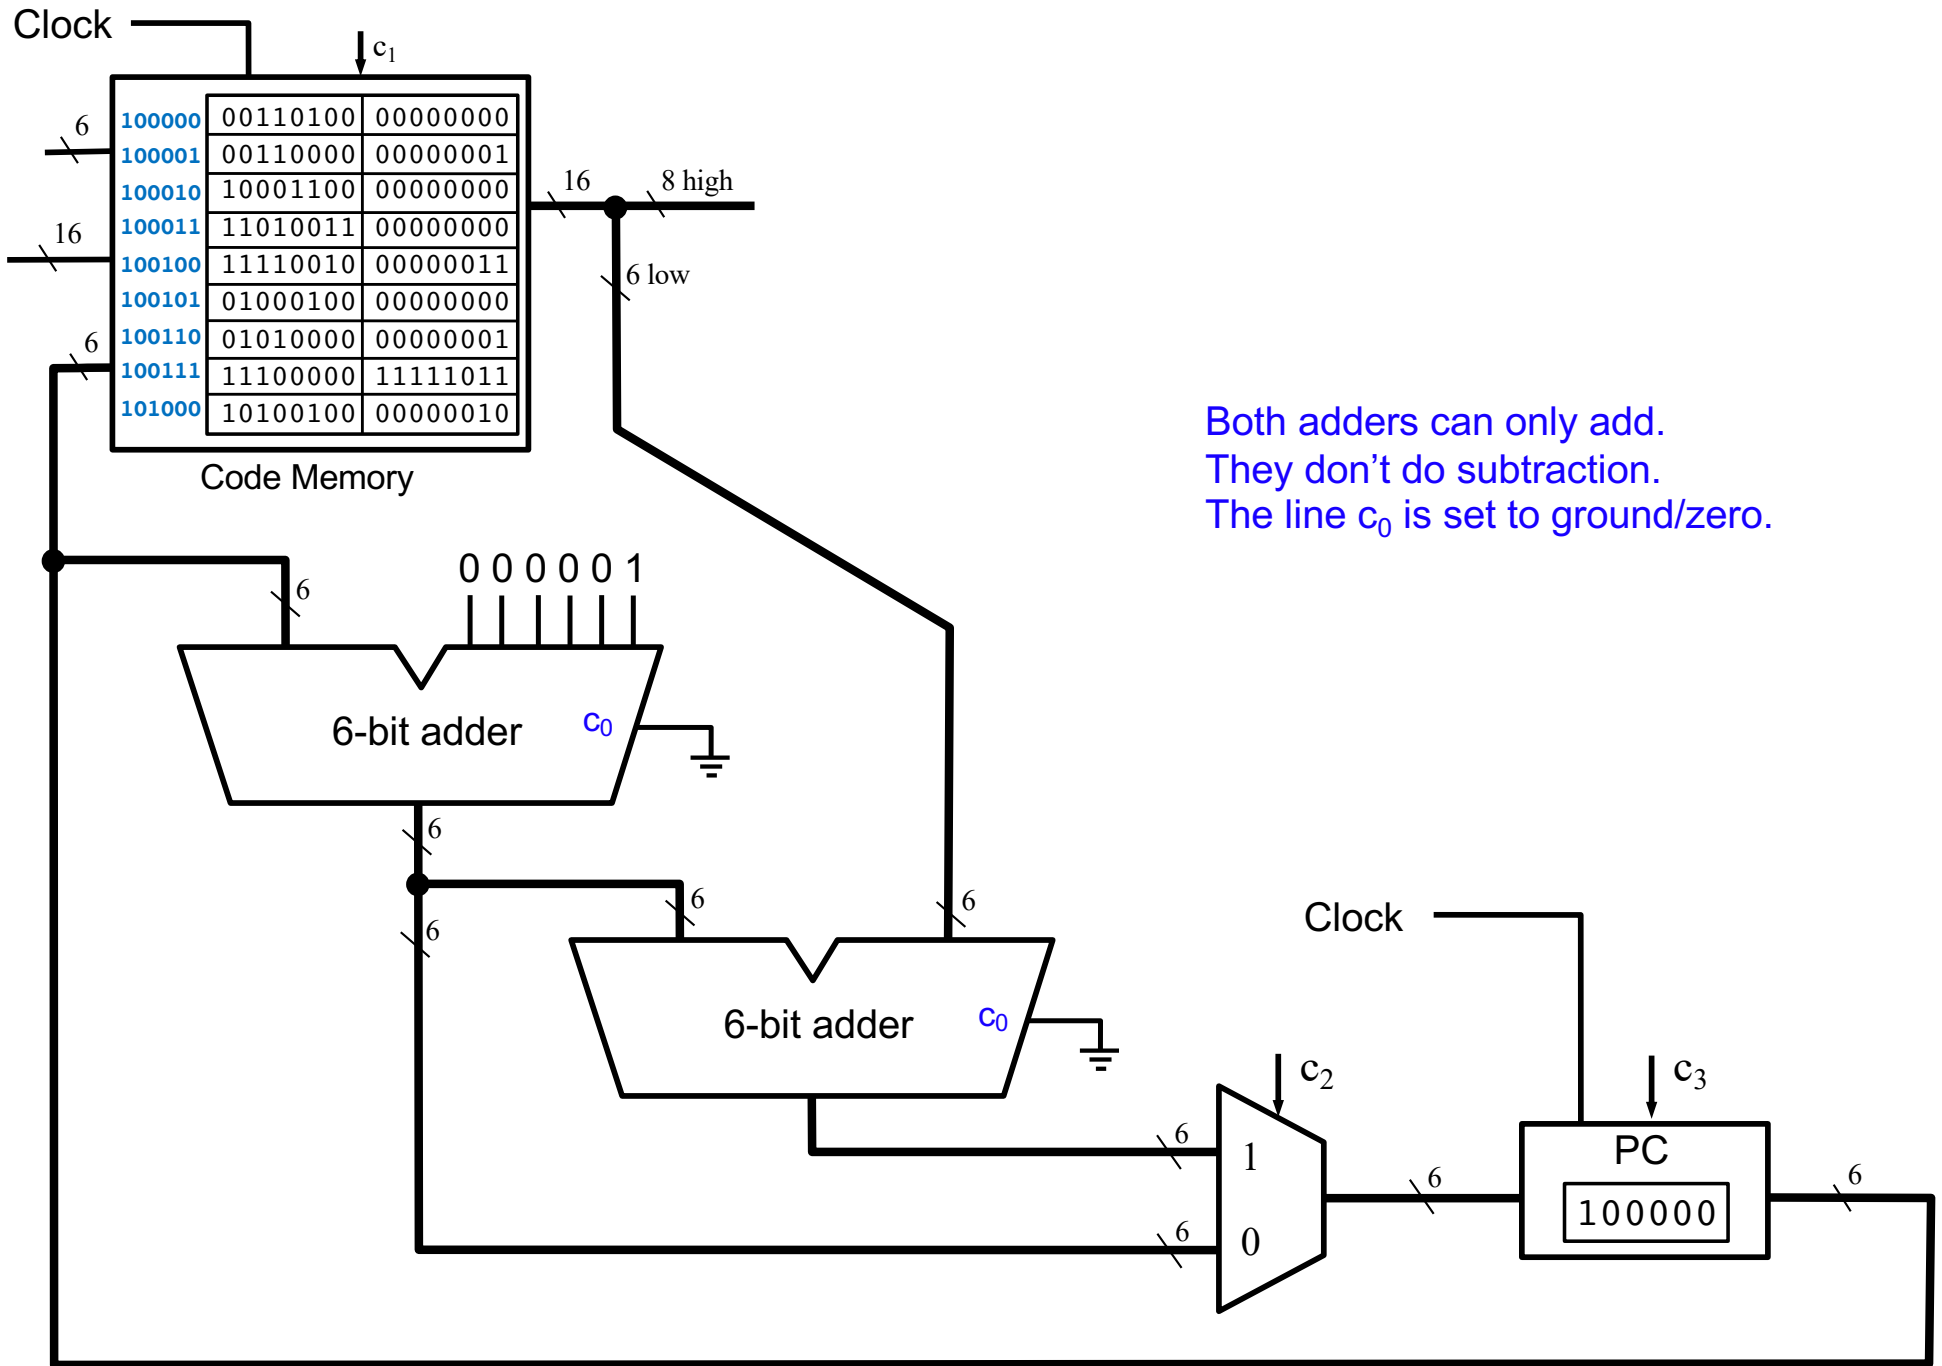 Clock
c1
100000 00110100 00000000
6
100001 00110000 00000001
100010 10001100 00000000
16
8 high
100011 11010011 00000000
16
100100 11110010 00000011
6 low
100101 01000100 00000000
100110 01010000 00000001
6
100111 11100000 11111011
101000 10100100 00000010
Code Memory
Both adders can only add.
They don't do subtraction.
The line c0 is set to ground/zero.
0 0 0 0 0 1
6
6-bit adder
c0
6
6
6
6
Clock
6-bit adder
c0
c2
c3
6
1
PC
6
6
100000
6
0